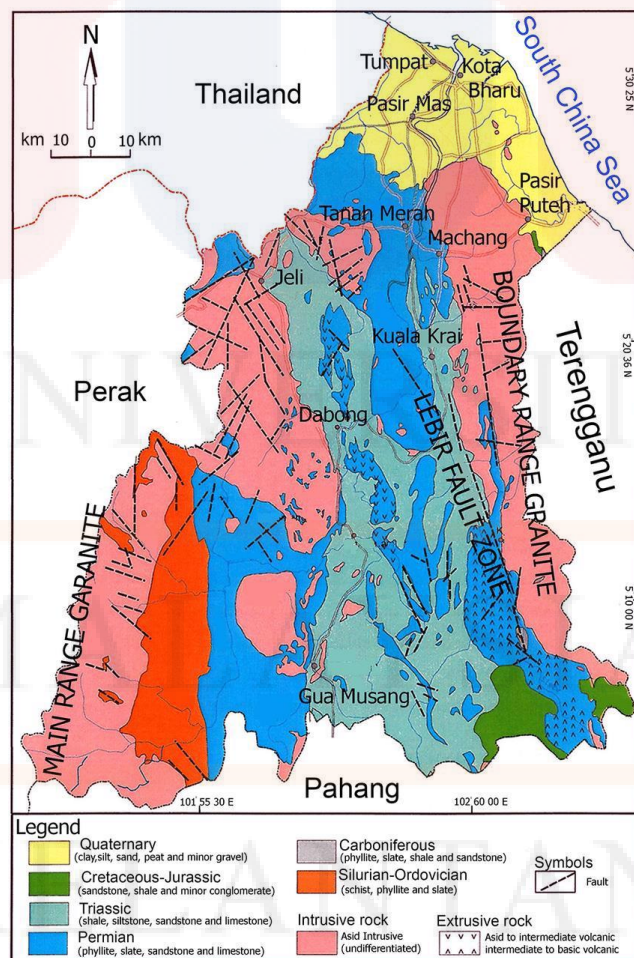 N
km 10 0 10 km
Thailand
South China Sea
Tumpat
Kota
Bharu
Pasir Mas
5 30 25 N
Pasir
Puteh
Tanah Merah
Machang
Jeli
BOUNDARY RANGE GRANITE
Kuala Krai
5 20 36 N
Terengganu
Perak
LEBIR FAULT ZONE
Dabong
MAIN RANGE GARANITE
5 10 00 N
Gua Musang
Pahang
101 55 30 E
102 60 00 E
Legend
Quaternary
(clay,silt, sand, peat and minor gravel)
Cretaceous-Jurassic
(sandstone, shale and minor conglomerate)
Triassic
(shale, siltstone, sandstone and limestone)
Permian
(phyllite, slate, sandstone and limestone)
Carboniferous
(phyllite, slate, shale and sandstone)
Silurian-Ordovician
(schist, phyllite and slate)
Intrusive rock
Asid Intrusive
(undifferentiated)
Symbols
Fault
Extrusive rock
Asid to intermediate volcanic
intermediate to basic volcanic